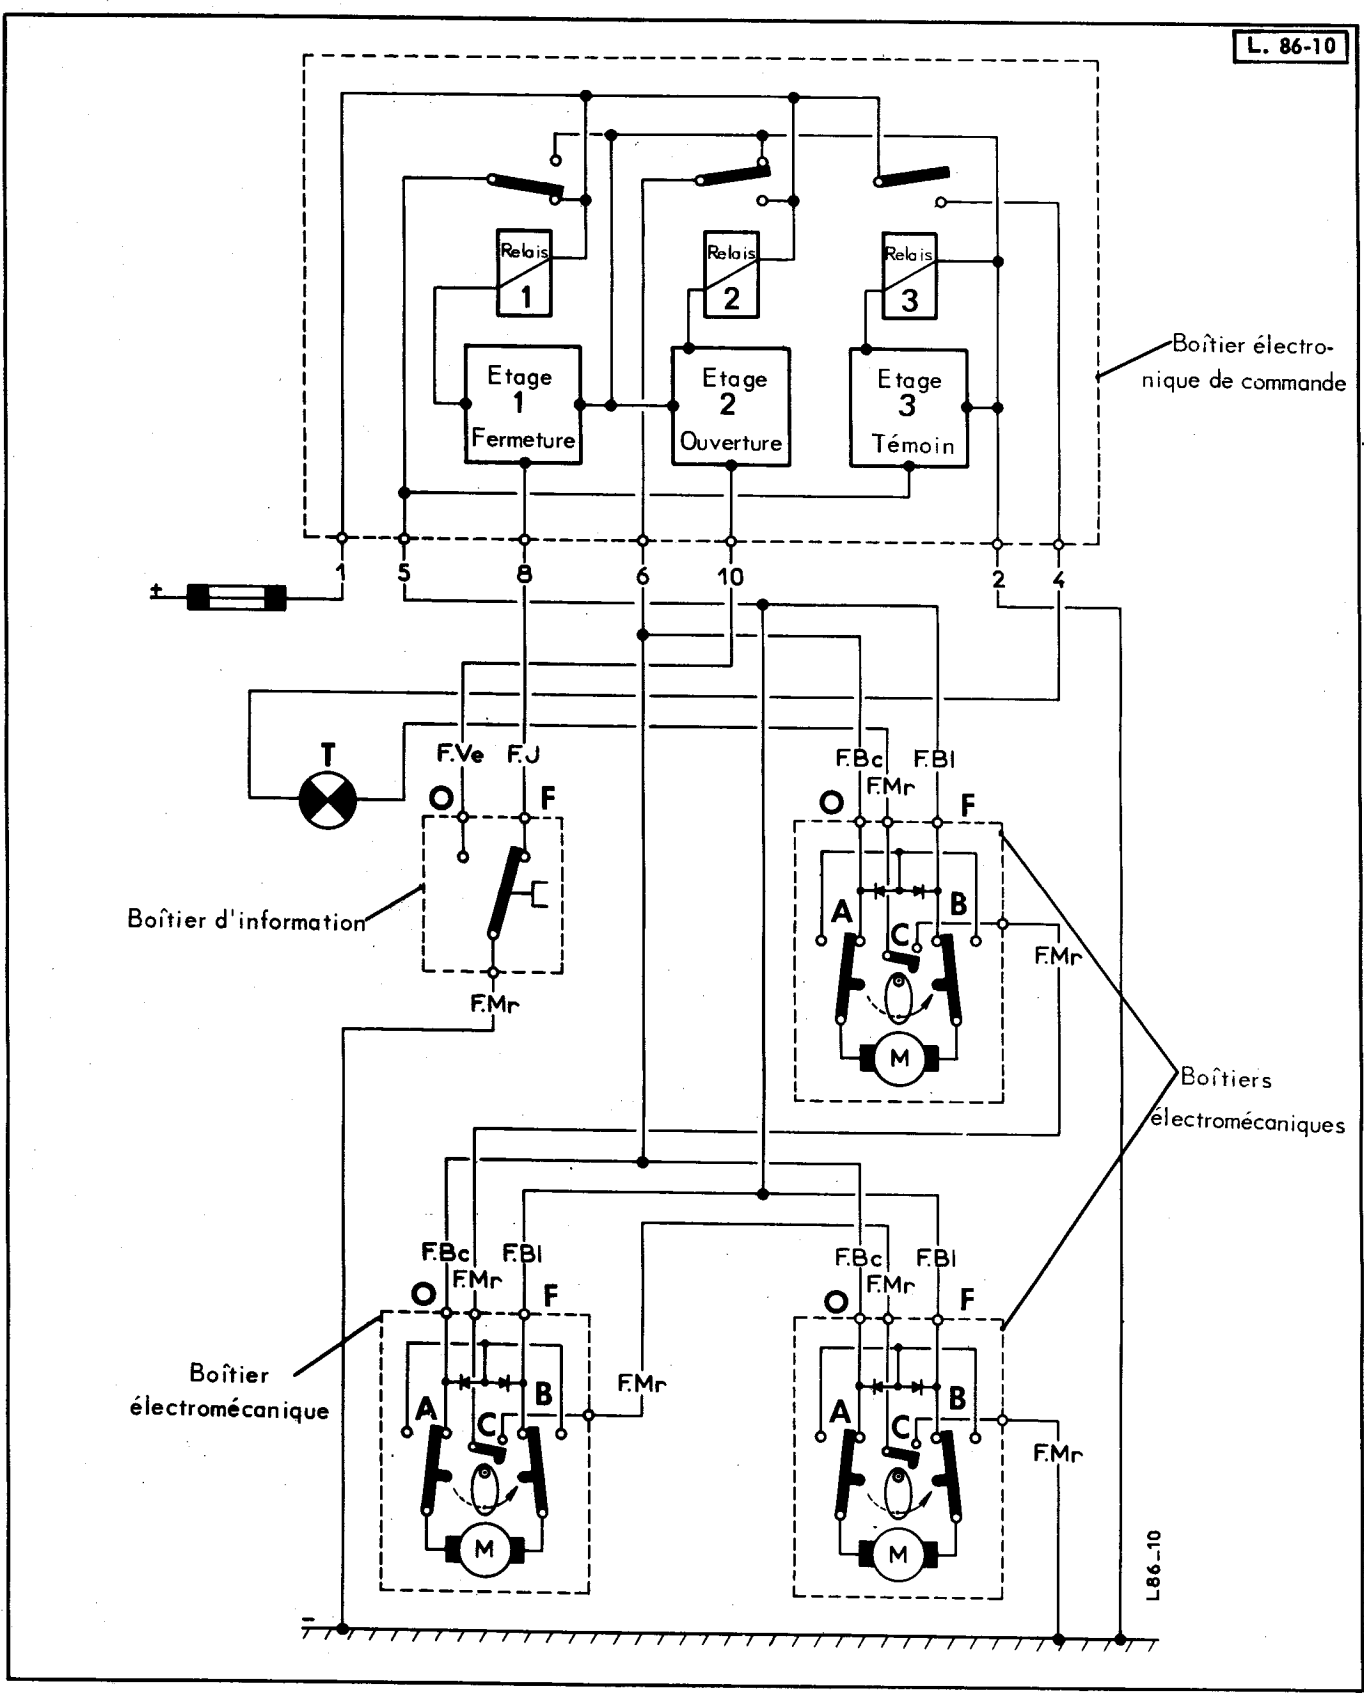 L. 86-10
Relais
1
Relais
2
Relais
3
Boîtier électro-
nique de commande
Etage
1
Fermeture
Etage
2
Ouverture
Etage
3
Témoin
+
1
5
8
6
10
2
4
T
F.Ve
F.J
O
F
F.Bc
F.Mr
F.Bl
O
F
Boîtier d'information
F.Mr
A
B
C
F.Mr
M
Boîtiers
électromécaniques
F.Bc
F.Mr
F.Bl
O
F
F.Bc
F.Mr
F.Bl
O
F
Boîtier
électromécanique
A
B
C
F.Mr
M
A
B
C
F.Mr
M
L86_10
–